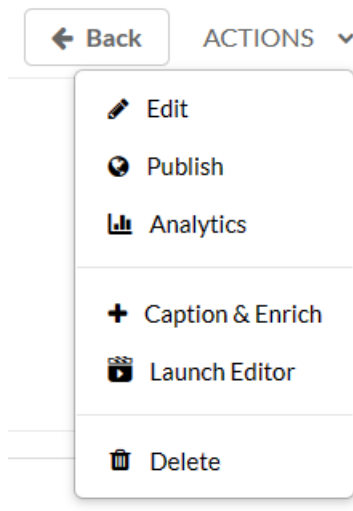 Back
ACTIONS
Edit
Publish
Analytics
Caption & Enrich
Launch Editor
Delete